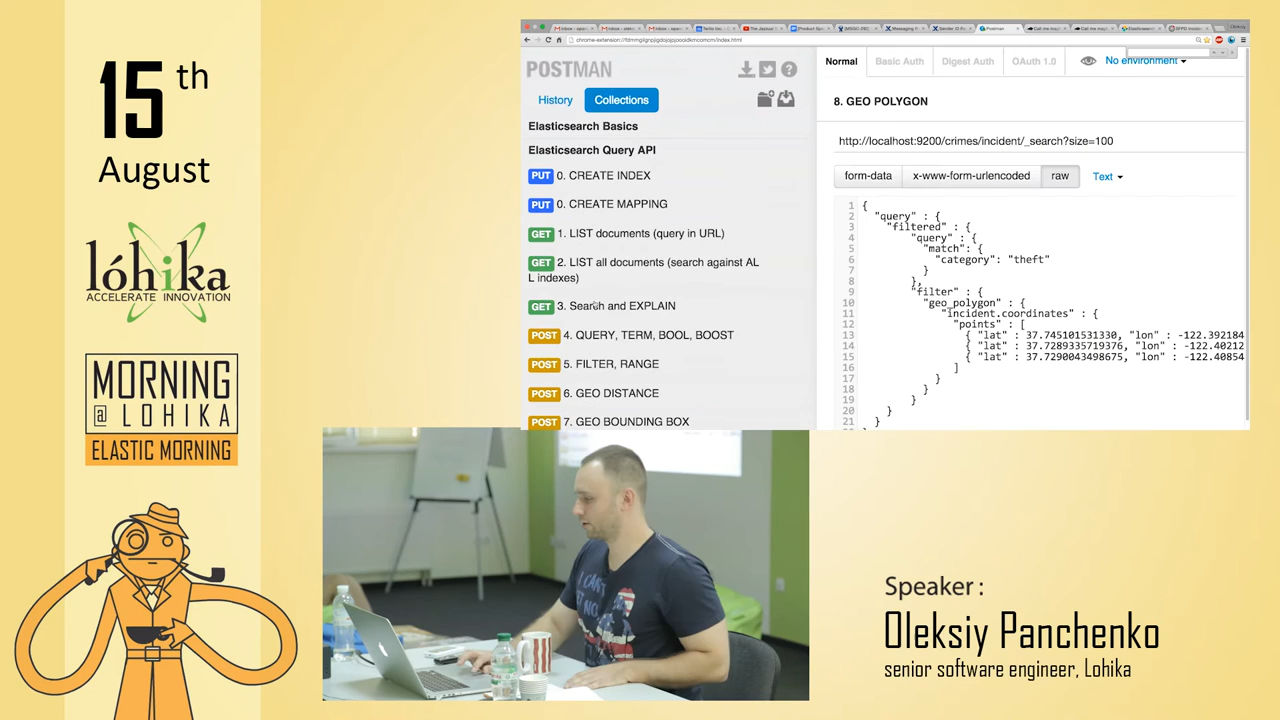 15th
August
lóhika
ACCELERATE INNOVATION
MORNING
@ LOHIKA
ELASTIC MORNING
POSTMAN
History
Collections
Elasticsearch Basics
Elasticsearch Query API
PUT 0. CREATE INDEX
PUT 0. CREATE MAPPING
GET 1. LIST documents (query in URL)
GET 2. LIST all documents (search against AL
L indexes)
GET 3. Search and EXPLAIN
POST 4. QUERY, TERM, BOOL, BOOST
POST 5. FILTER, RANGE
POST 6. GEO DISTANCE
POST 7. GEO BOUNDING BOX
Normal Basic Auth Digest Auth OAuth 1.0 No environment
8. GEO POLYGON
http://localhost:9200/crimes/incident/_search?size=100
form-data x-www-form-urlencoded raw Text
1 {
2 "query" : {
3 "filtered" : {
4 "query" : {
5 "match": {
6 "category": "theft"
7 }
8 },
9 "filter" : {
10 "geo_polygon" : {
11 "incident.coordinates" : {
12 "points" : [
13 { "lat" : 37.745101531330, "lon" : -122.392184
14 { "lat" : 37.7289335719376, "lon" : -122.40212
15 { "lat" : 37.7290043498675, "lon" : -122.40854
16 ]
17 }
18 }
19 }
20 }
21 }
I CAN'T
Speaker :
Oleksiy Panchenko
senior software engineer, Lohika